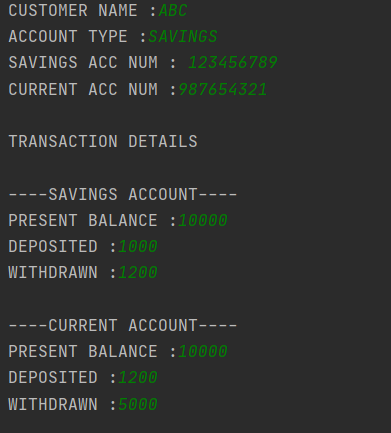 CUSTOMER NAME :ABC
ACCOUNT TYPE :SAVINGS
SAVINGS ACC NUM : 123456789
CURRENT ACC NUM :987654321
TRANSACTION DETAILS
----SAVINGS ACCOUNT----
PRESENT BALANCE :10000
DEPOSITED :1000
WITHDRAWN :1200
----CURRENT ACCOUNT----
PRESENT BALANCE :10000
DEPOSITED :1200
WITHDRAWN :5000